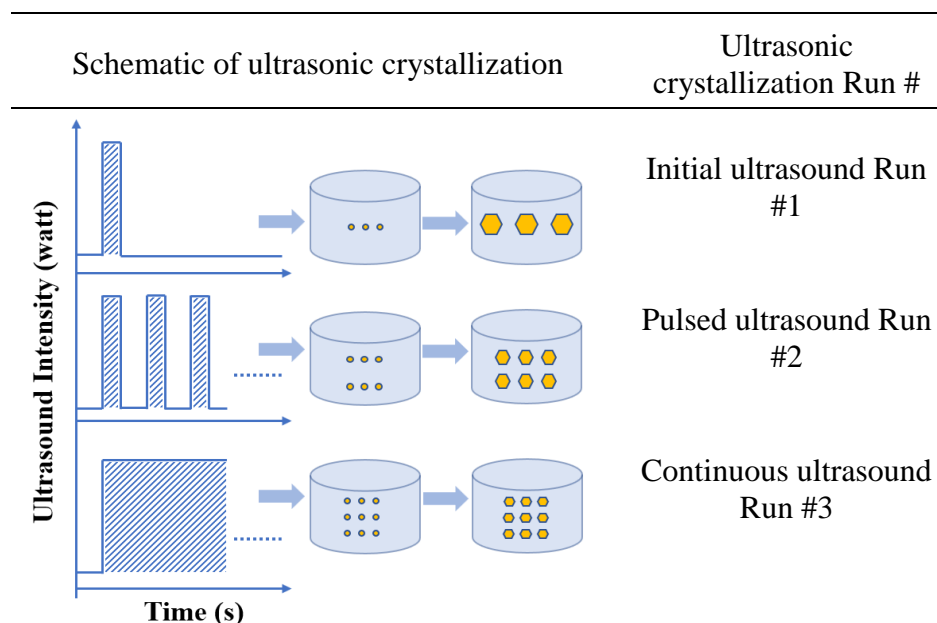 Schematic of ultrasonic crystallization
Ultrasonic
crystallization Run #
Ultrasound Intensity (watt)
Initial ultrasound Run
#1
Pulsed ultrasound Run
#2
Continuous ultrasound
Run #3
Time (s)